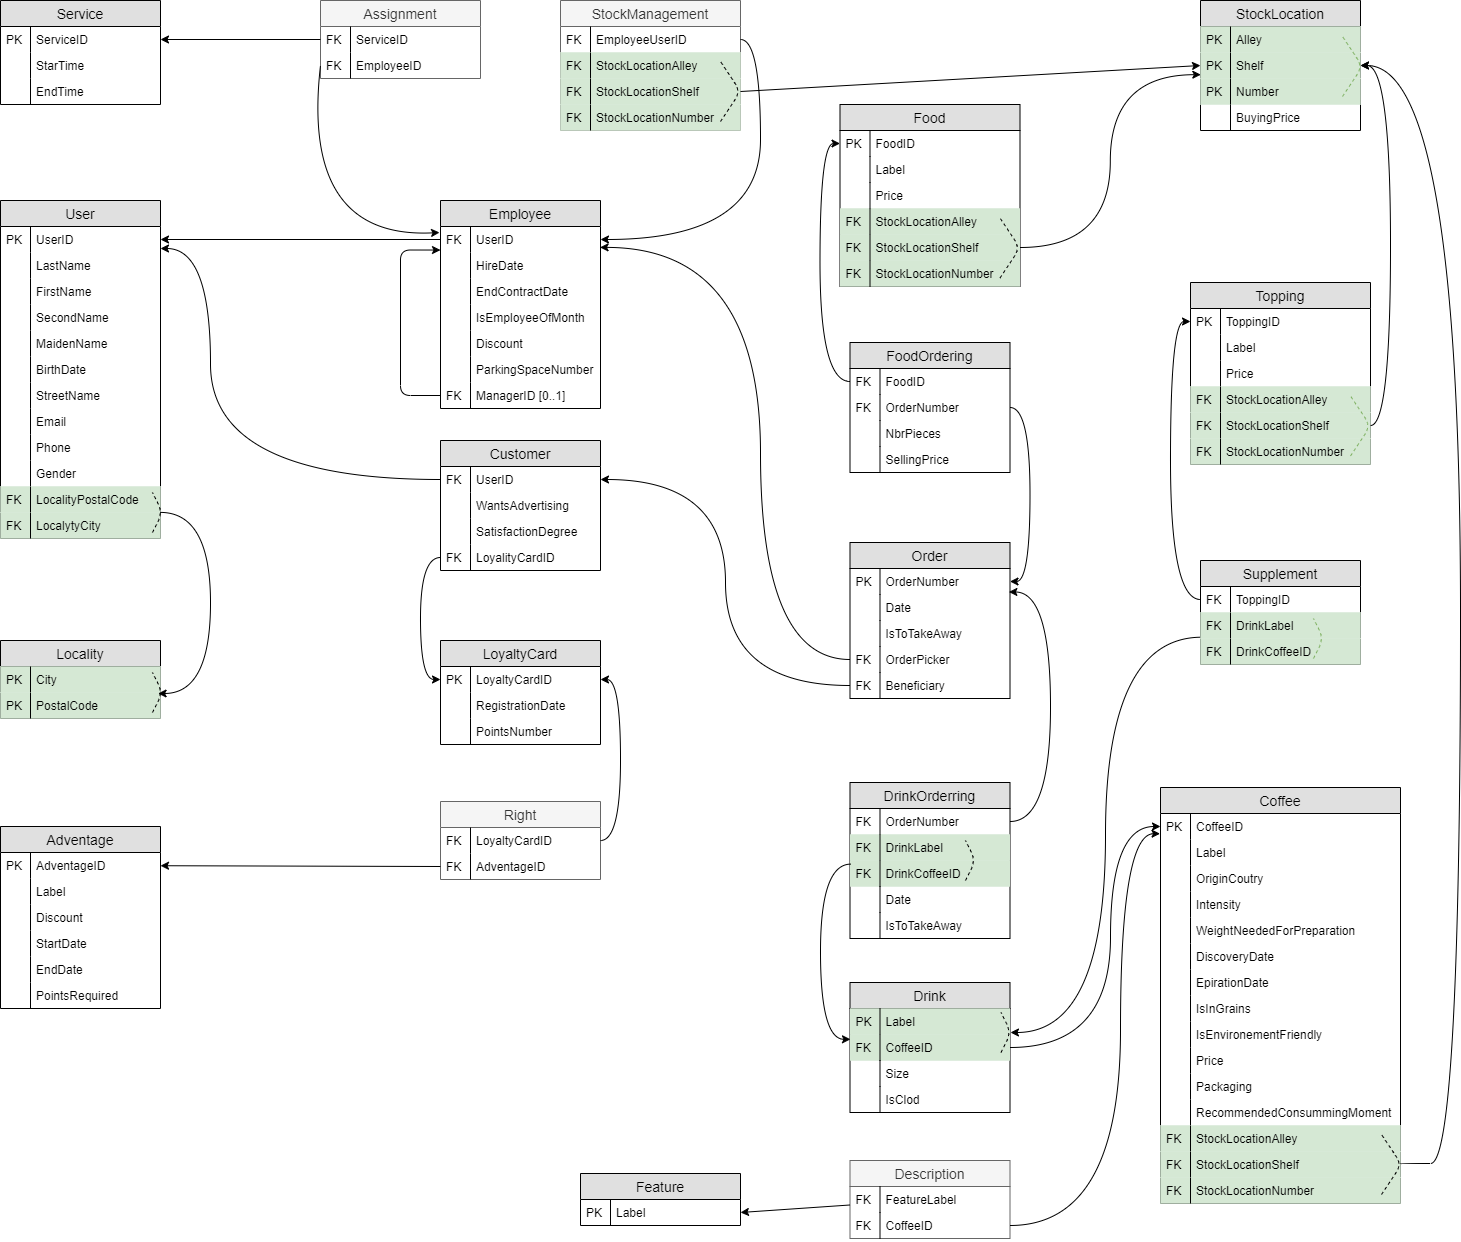 Service
PK ServiceID
StarTime
EndTime
Assignment
FK ServiceID
FK EmployeeID
StockManagement
FK EmployeeUserID
FK StockLocationAlley
FK StockLocationShelf
FK StockLocationNumber
StockLocation
PK Alley
PK Shelf
PK Number
BuyingPrice
Food
PK FoodID
Label
Price
FK StockLocationAlley
FK StockLocationShelf
FK StockLocationNumber
User
PK UserID
LastName
FirstName
SecondName
MaidenName
BirthDate
StreetName
Email
Phone
Gender
FK LocalityPostalCode
FK LocalytyCity
Employee
FK UserID
HireDate
EndContractDate
IsEmployeeOfMonth
Discount
ParkingSpaceNumber
FK ManagerID [0..1]
Topping
PK ToppingID
Label
Price
FK StockLocationAlley
FK StockLocationShelf
FK StockLocationNumber
FoodOrdering
FK FoodID
FK OrderNumber
NbrPieces
SellingPrice
Customer
FK UserID
WantsAdvertising
SatisfactionDegree
FK LoyalityCardID
Order
PK OrderNumber
Date
IsToTakeAway
FK OrderPicker
FK Beneficiary
Supplement
FK ToppingID
FK DrinkLabel
FK DrinkCoffeeID
Locality
PK City
PK PostalCode
LoyaltyCard
PK LoyaltyCardID
RegistrationDate
PointsNumber
Right
FK LoyaltyCardID
FK AdventageID
Adventage
PK AdventageID
Label
Discount
StartDate
EndDate
PointsRequired
DrinkOrderring
FK OrderNumber
FK DrinkLabel
FK DrinkCoffeeID
Date
IsToTakeAway
Coffee
PK CoffeeID
Label
OriginCoutry
Intensity
WeightNeededForPreparation
DiscoveryDate
EpirationDate
IsInGrains
IsEnvironementFriendly
Price
Packaging
RecommendedConsummingMoment
FK StockLocationAlley
FK StockLocationShelf
FK StockLocationNumber
Drink
PK Label
FK CoffeeID
Size
IsClod
Description
FK FeatureLabel
FK CoffeeID
Feature
PK Label